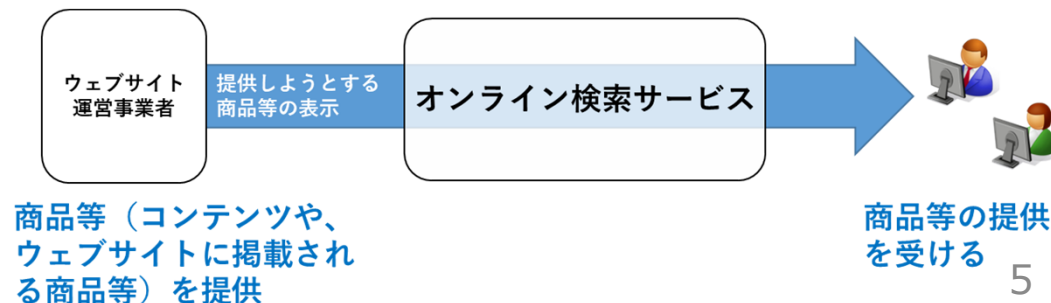 ウェブサイト
運営事業者
提供しようとする
商品等の表示
オンライン検索サービス
商品等（コンテンツや、
ウェブサイトに掲載され
る商品等）を提供
商品等の提供
を受ける
5